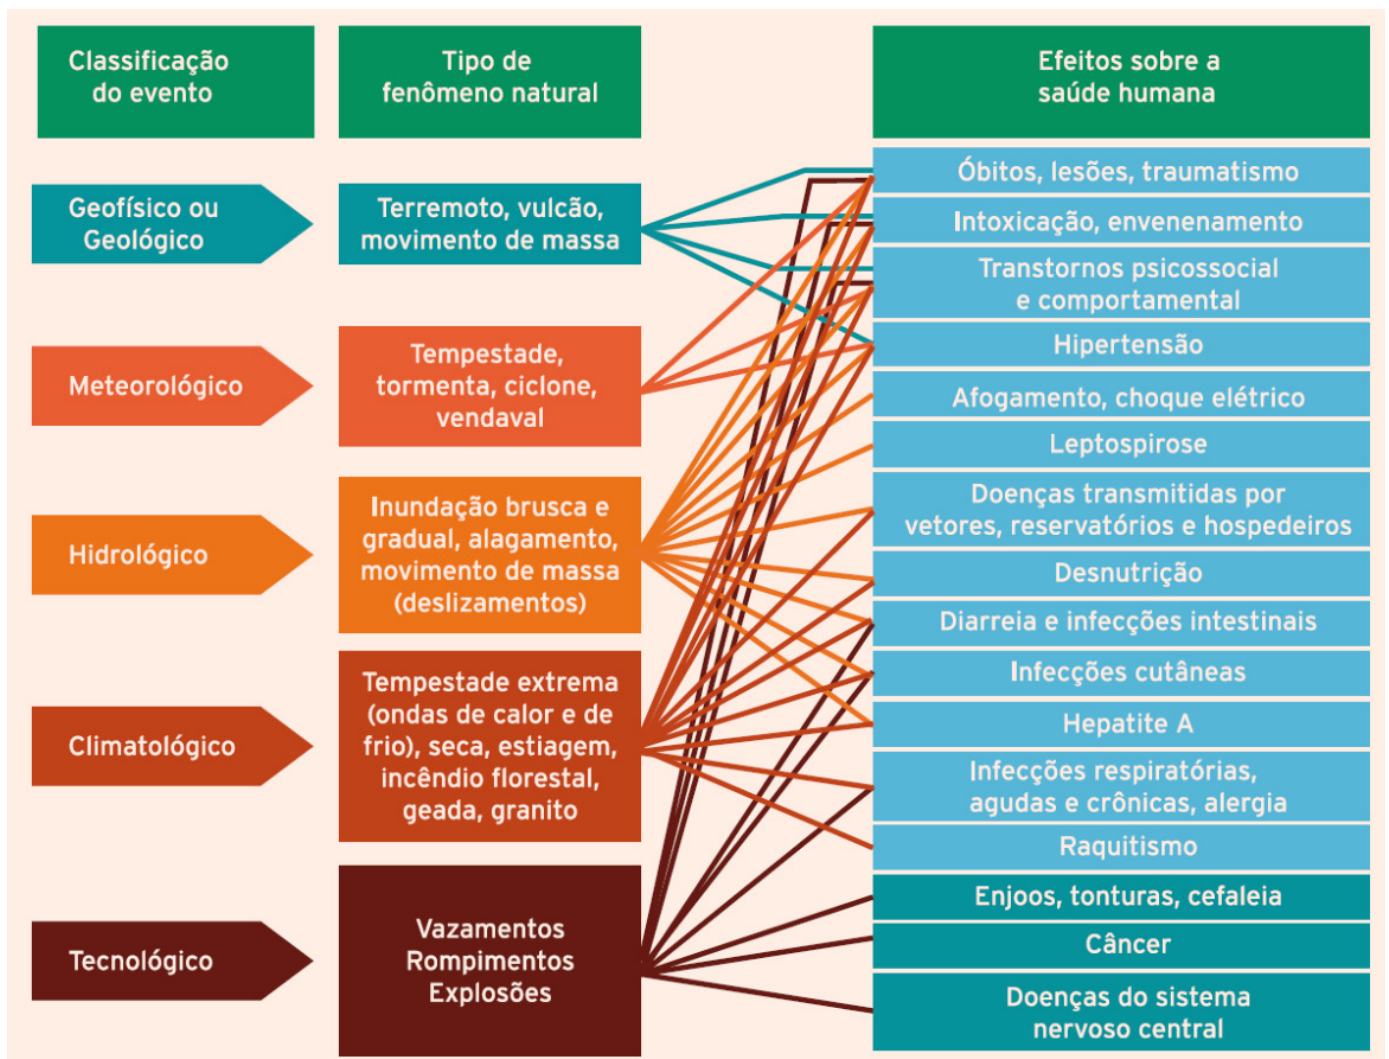 Classificação
do evento
Tipo de
fenômeno natural
Efeitos sobre a
saúde humana
Geofísico ou
Geológico
Terremoto, vulcão,
movimento de massa
Meteorológico
Tempestade,
tormenta, ciclone,
vendaval
Hidrológico
Inundação brusca e
gradual, alagamento,
movimento de massa
(deslizamentos)
Climatológico
Tempestade extrema
(ondas de calor e de
frio), seca, estiagem,
incêndio florestal,
geada, granito
Tecnológico
Vazamentos
Rompimentos
Explosões
Óbitos, lesões, traumatismo
Intoxicação, envenenamento
Transtornos psicossocial
e comportamental
Hipertensão
Afogamento, choque elétrico
Leptospirose
Doenças transmitidas por
vetores, reservatórios e hospedeiros
Desnutrição
Diarreia e infecções intestinais
Infecções cutâneas
Hepatite A
Infecções respiratórias,
agudas e crônicas, alergia
Raquitismo
Enjoos, tonturas, cefaleia
Câncer
Doenças do sistema
nervoso central